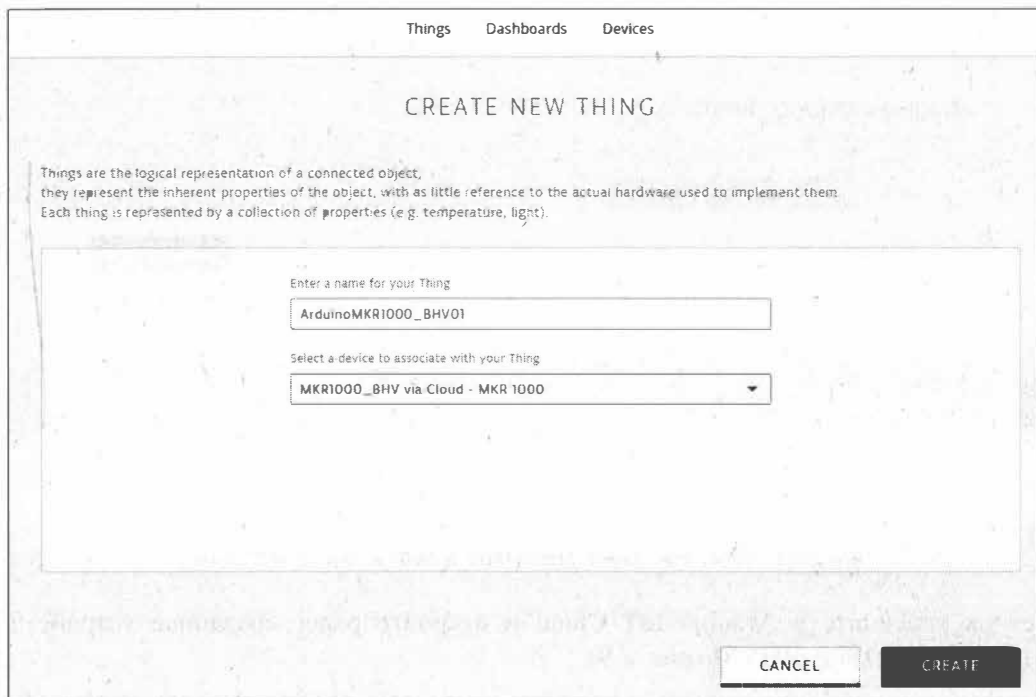 Things Dashboards Devices
CREATE NEW THING
Things are the logical representation of a connected object,
they represent the inherent properties of the object, with as little reference to the actual hardware used to implement them
Each thing is represented by a collection of properties (e.g. temperature, light).
Enter a name for your Thing
ArduinoMKR1000_BHV01
Select a device to associate with your Thing
MKR1000_BHV via Cloud - MKR 1000
CANCEL CREATE